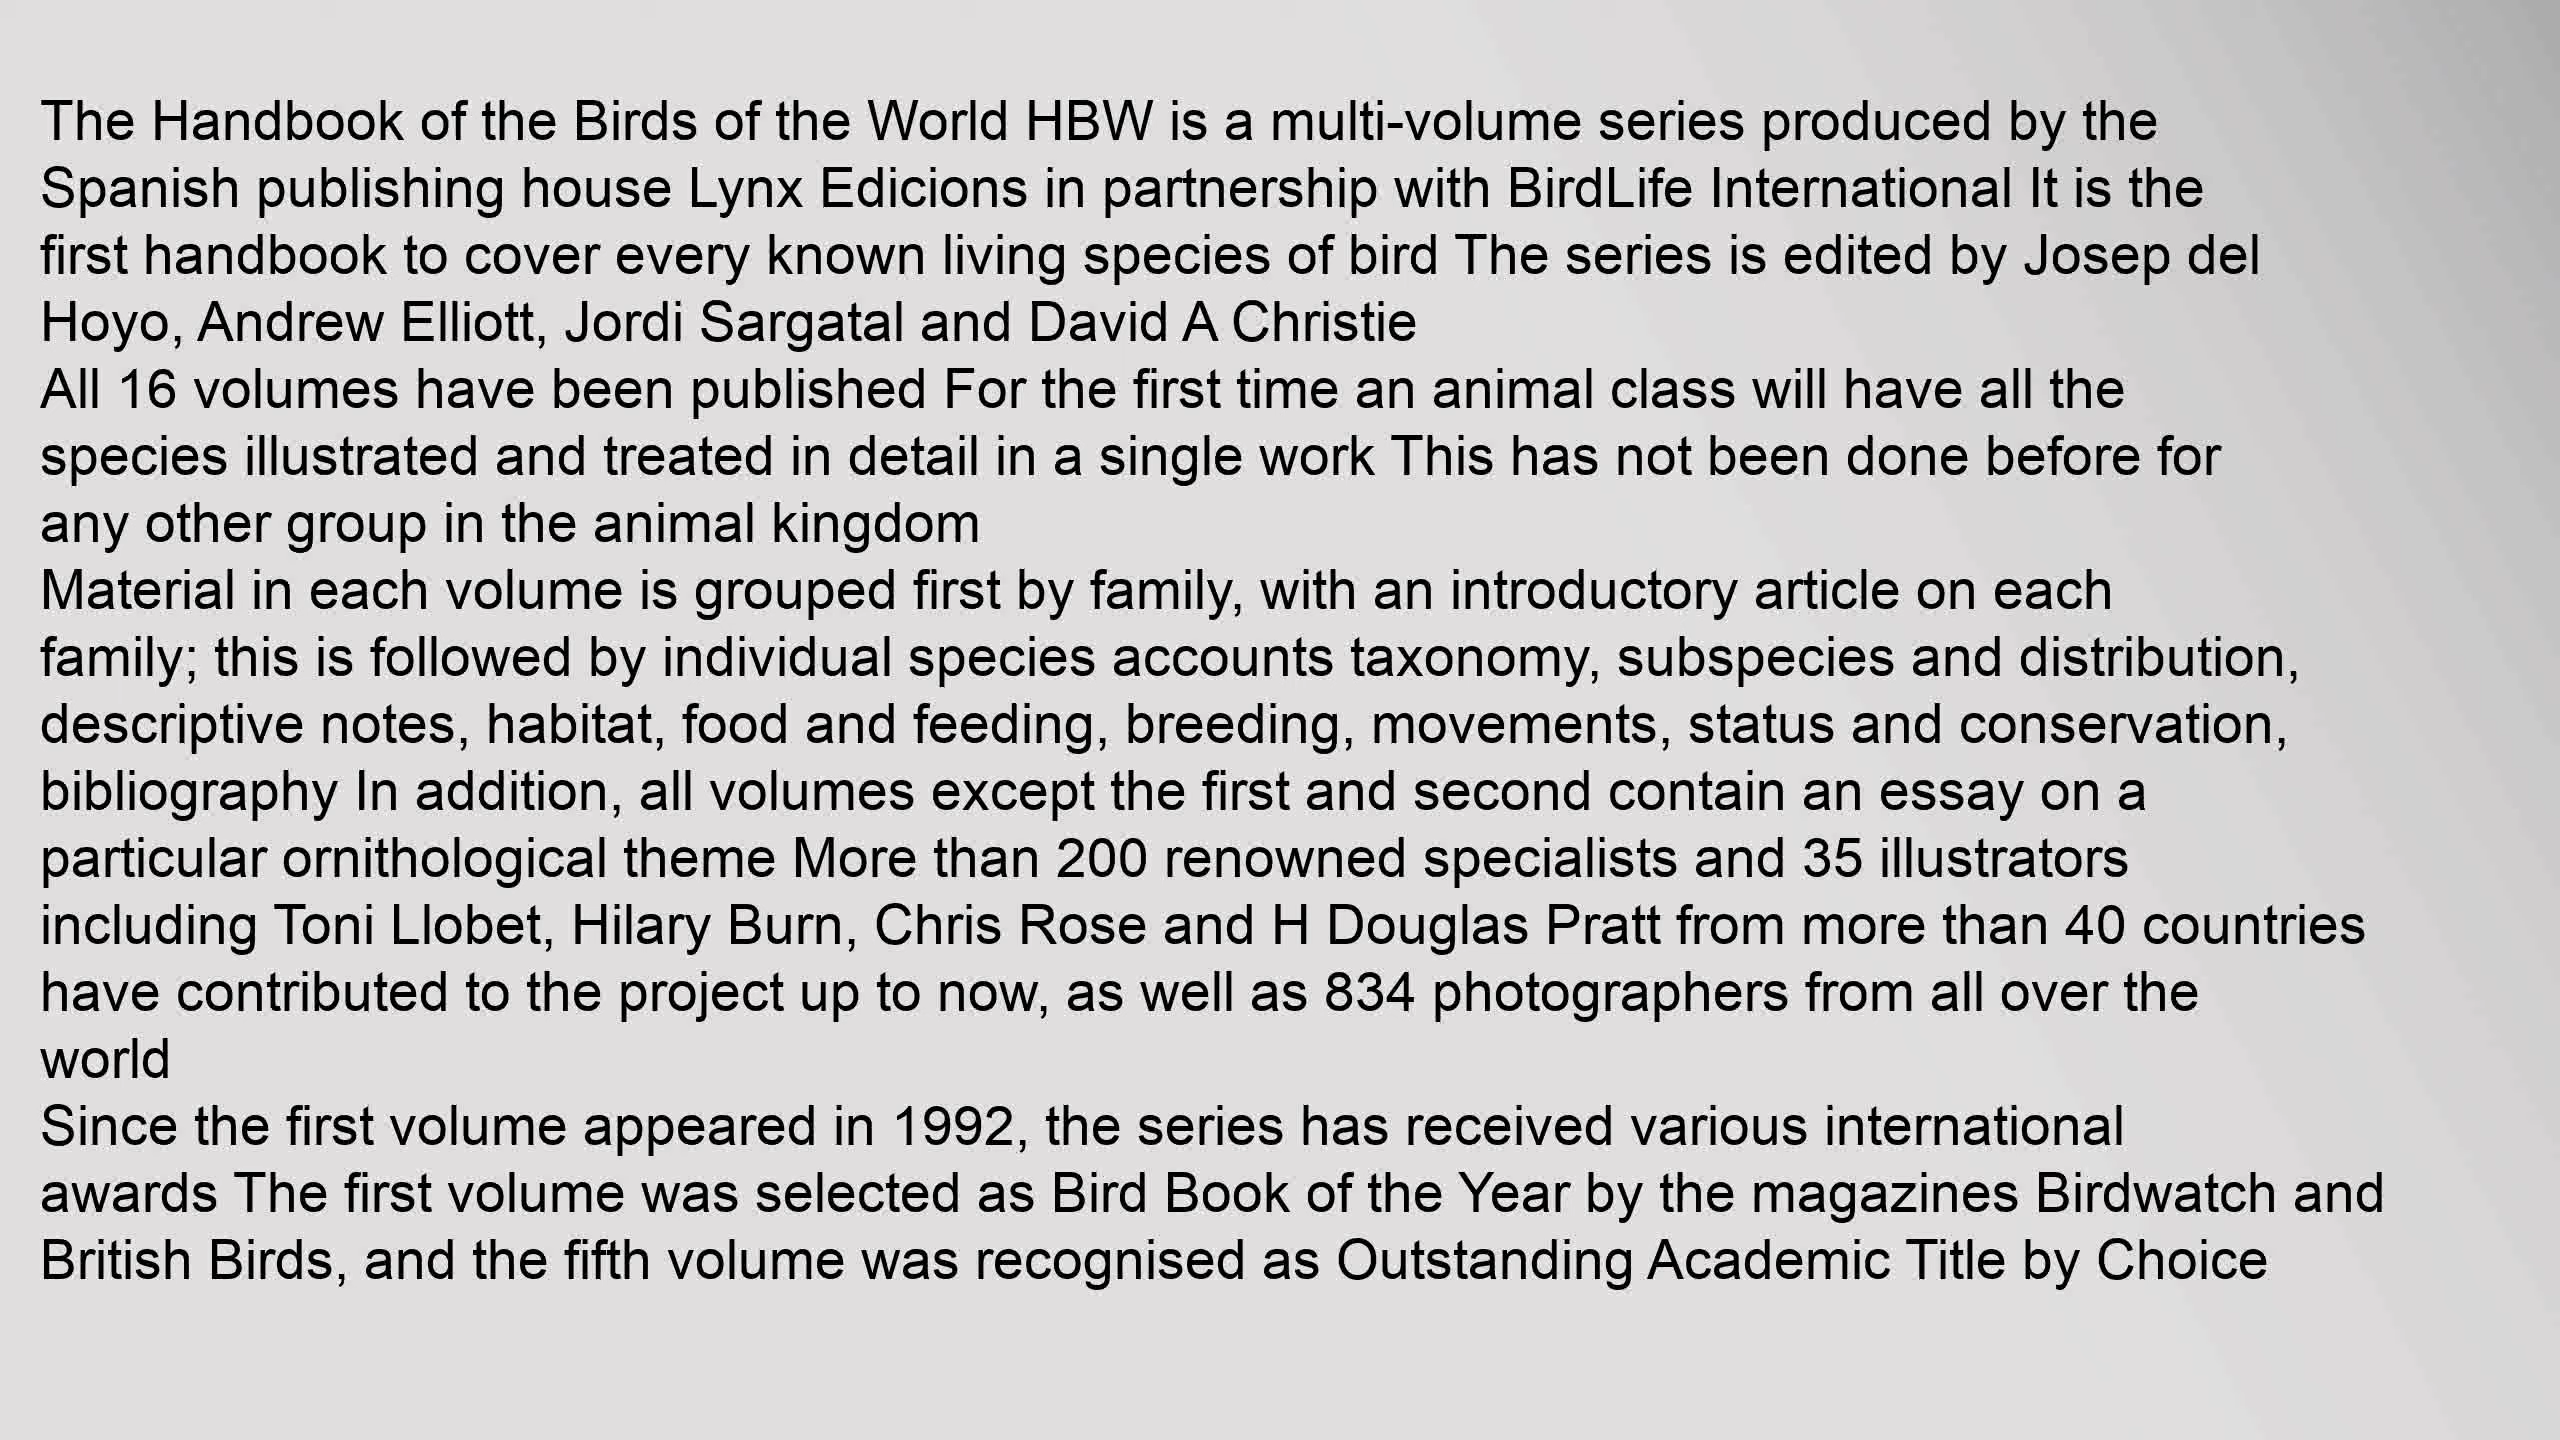 The Handbook of the Birds of the World HBW is a multi-volume series produced by the
Spanish publishing house Lynx Edicions in partnership with BirdLife International It is the
first handbook to cover every known living species of bird The series is edited by Josep del
Hoyo, Andrew Elliott, Jordi Sargatal and David A Christie
All 16 volumes have been published For the first time an animal class will have all the
species illustrated and treated in detail in a single work This has not been done before for
any other group in the animal kingdom
Material in each volume is grouped first by family, with an introductory article on each
family; this is followed by individual species accounts taxonomy, subspecies and distribution,
descriptive notes, habitat, food and feeding, breeding, movements, status and conservation,
bibliography In addition, all volumes except the first and second contain an essay on a
particular ornithological theme More than 200 renowned specialists and 35 illustrators
including Toni Llobet, Hilary Burn, Chris Rose and H Douglas Pratt from more than 40 countries
have contributed to the project up to now, as well as 834 photographers from all over the
world
Since the first volume appeared in 1992, the series has received various international
awards The first volume was selected as Bird Book of the Year by the magazines Birdwatch and
British Birds, and the fifth volume was recognised as Outstanding Academic Title by Choice